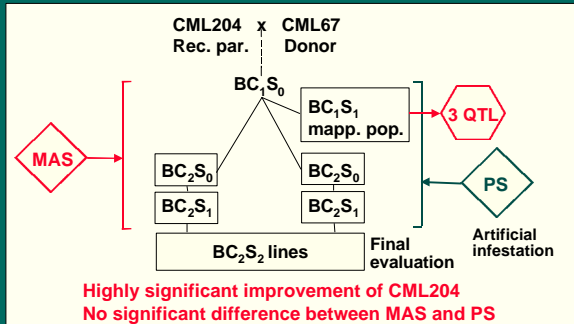 CML204 x CML67
Rec. par. Donor
BC₁S₀
BC₁S₁
mapp. pop.
3 QTL
MAS
BC₂S₀ BC₂S₀
PS
BC₂S₁ BC₂S₁
Artificial
infestation
BC₂S₂ lines
Final
evaluation
Highly significant improvement of CML204
No significant difference between MAS and PS